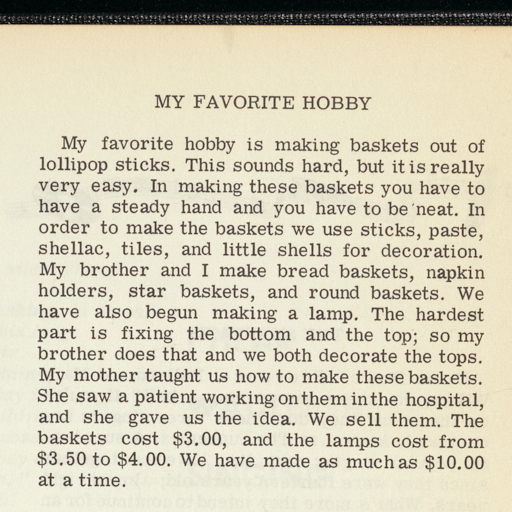 MY FAVORITE HOBBY
My favorite hobby is making baskets out of
lollipop sticks. This sounds hard, but it is really
very easy. In making these baskets you have to
have a steady hand and you have to be neat. In
order to make the baskets we use sticks, paste,
shellac, tiles, and little shells for decoration.
My brother and I make bread baskets, napkin
holders, star baskets, and round baskets. We
have also begun making a lamp. The hardest
part is fixing the bottom and the top; so my
brother does that and we both decorate the tops.
My mother taught us how to make these baskets.
She saw a patient working on them in the hospital,
and she gave us the idea. We sell them. The
baskets cost $3.00, and the lamps cost from
$3.50 to $4.00. We have made as much as $10.00
at a time.